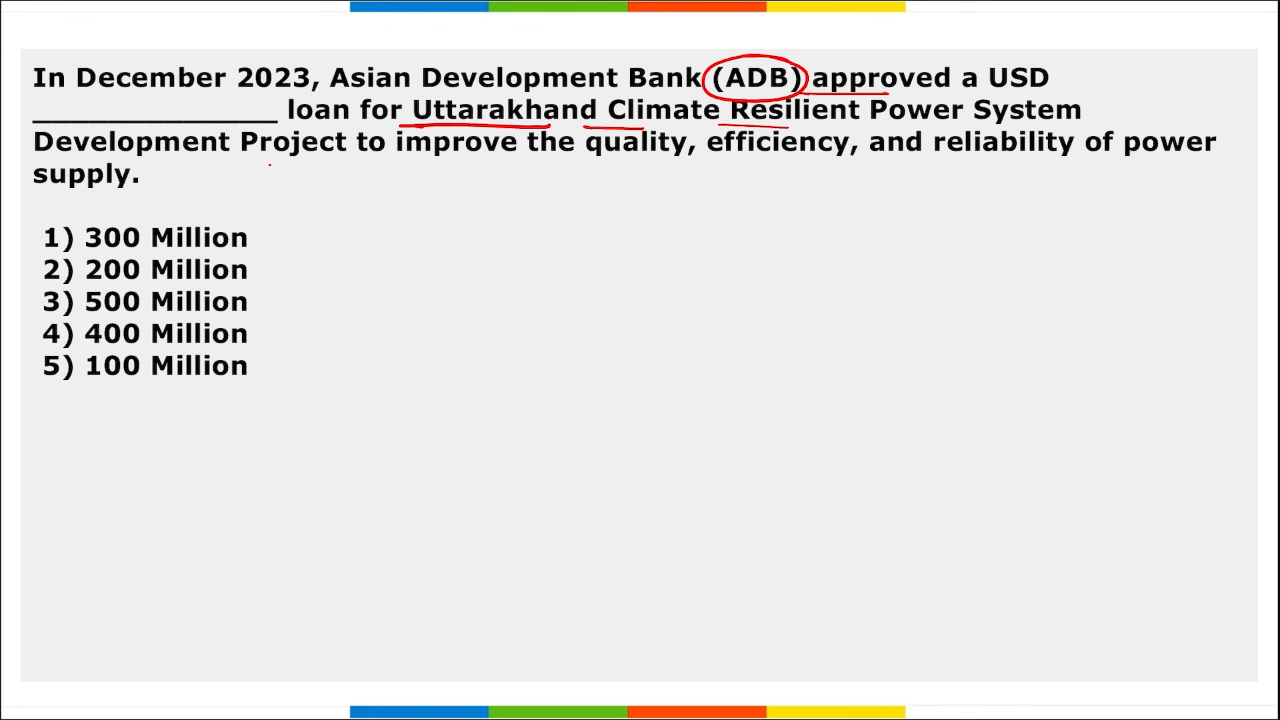 In December 2023, Asian Development Bank (ADB) approved a USD
__________________ loan for Uttarakhand Climate Resilient Power System
Development Project to improve the quality, efficiency, and reliability of power
supply.
1) 300 Million
2) 200 Million
3) 500 Million
4) 400 Million
5) 100 Million